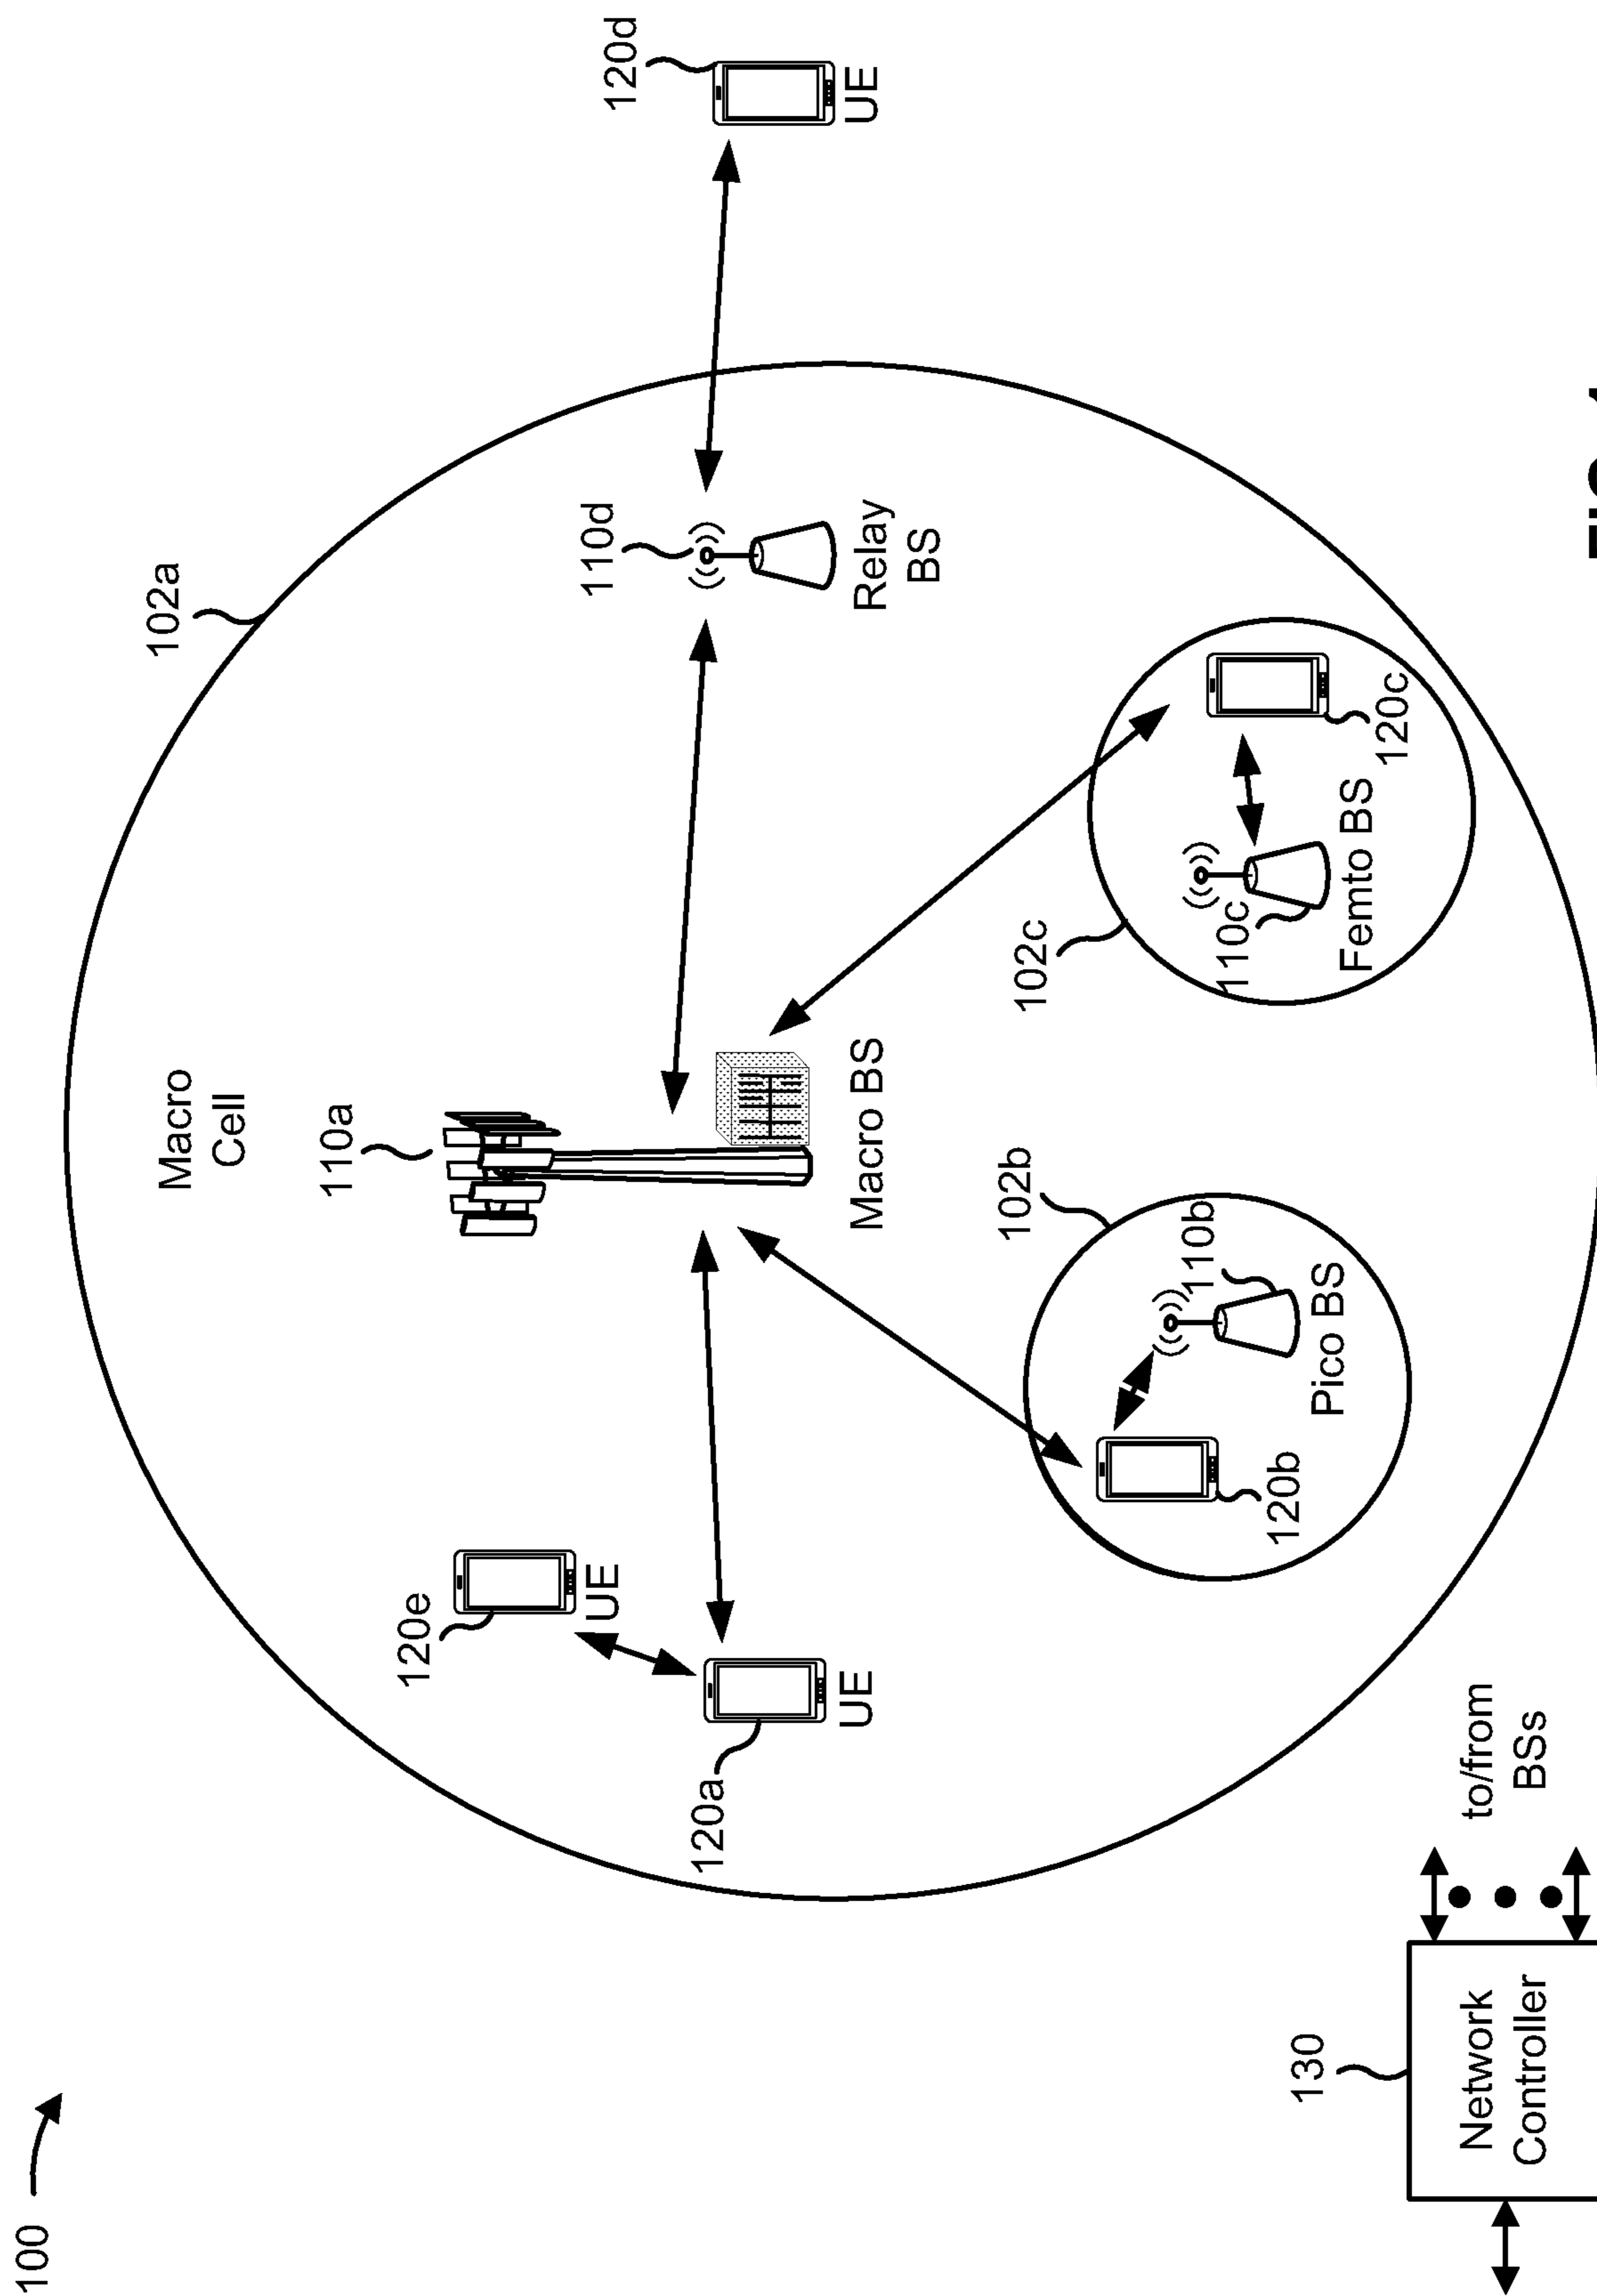 100
102a
Macro
Cell
110a
120d
UE
110d
Relay
BS
120e
UE
120a
UE
Macro BS
102b
110b
Pico BS
120b
102c
110c
Femto BS
120c
130
Network
Controller
to/from
BSs